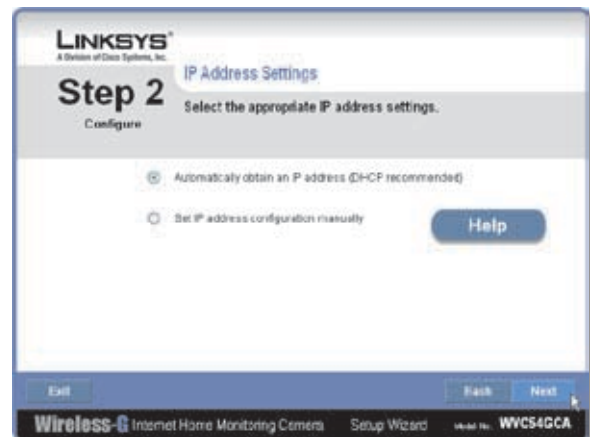 LINKSYS®
A Division of Cisco Systems, Inc.
IP Address Settings
Step 2
Configure
Select the appropriate IP address settings.
Automatically obtain an IP address (DHCP recommended)
Set IP address configuration manually
Help
Exit
Back
Next
Wireless-G Internet Home Monitoring Camera
Setup Wizard
Model No. WVC54GCA